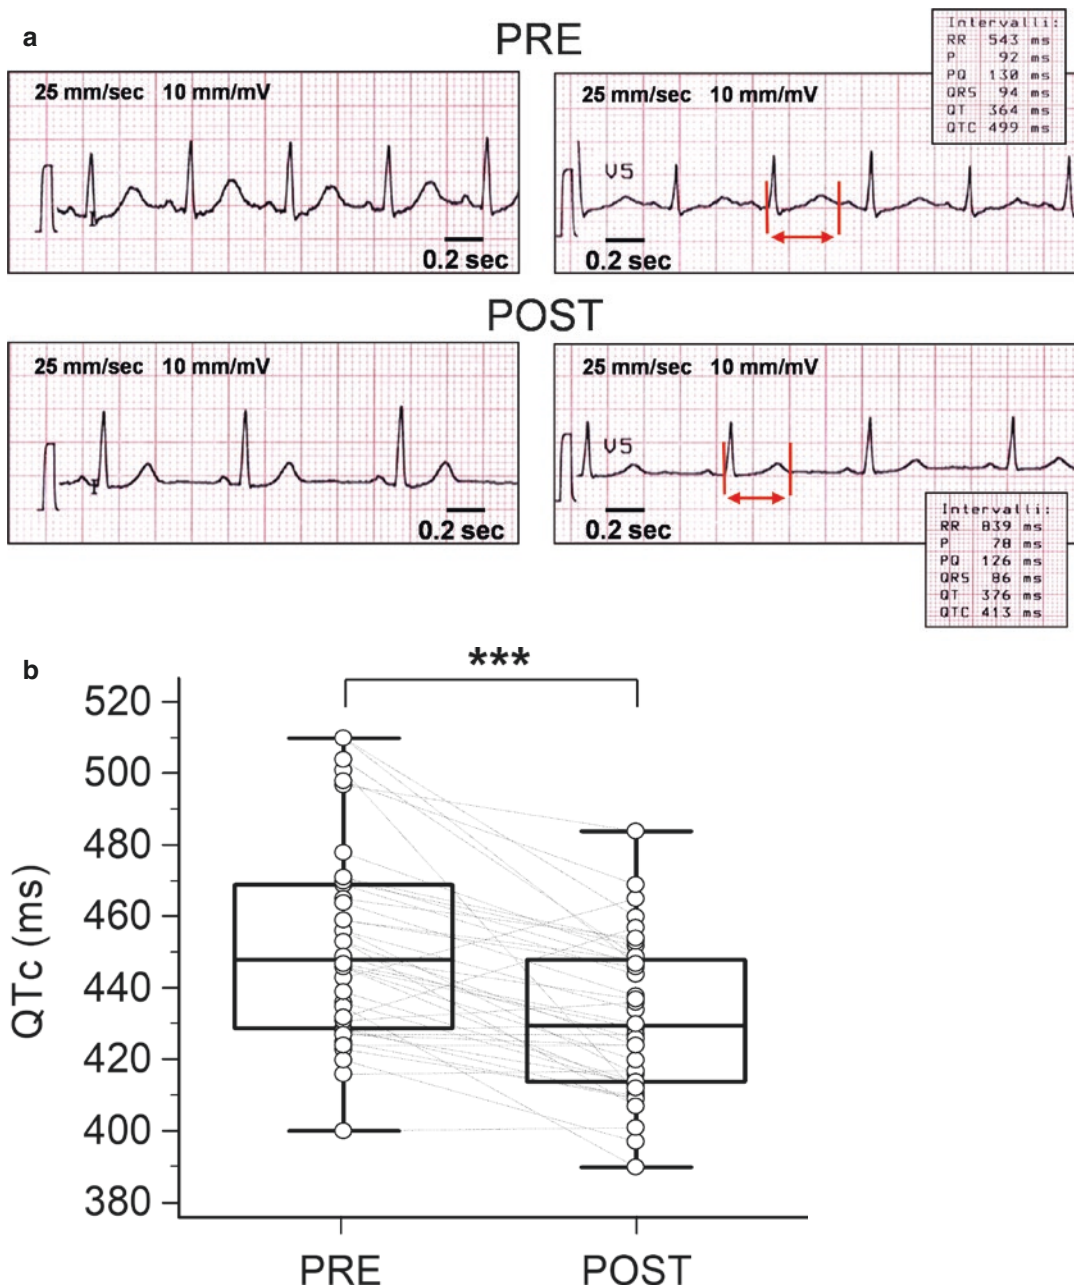 a
PRE
25 mm/sec 10 mm/mV
0.2 sec
25 mm/sec 10 mm/mV
V5
0.2 sec
Intervalli:
RR 543 ms
P 92 ms
PQ 130 ms
QRS 94 ms
QT 364 ms
QTC 499 ms
POST
25 mm/sec 10 mm/mV
0.2 sec
25 mm/sec 10 mm/mV
V5
0.2 sec
Intervalli:
RR 839 ms
P 78 ms
PQ 126 ms
QRS 86 ms
QT 376 ms
QTC 413 ms
b
***
QTc (ms)
520
500
480
460
440
420
400
380
PRE POST